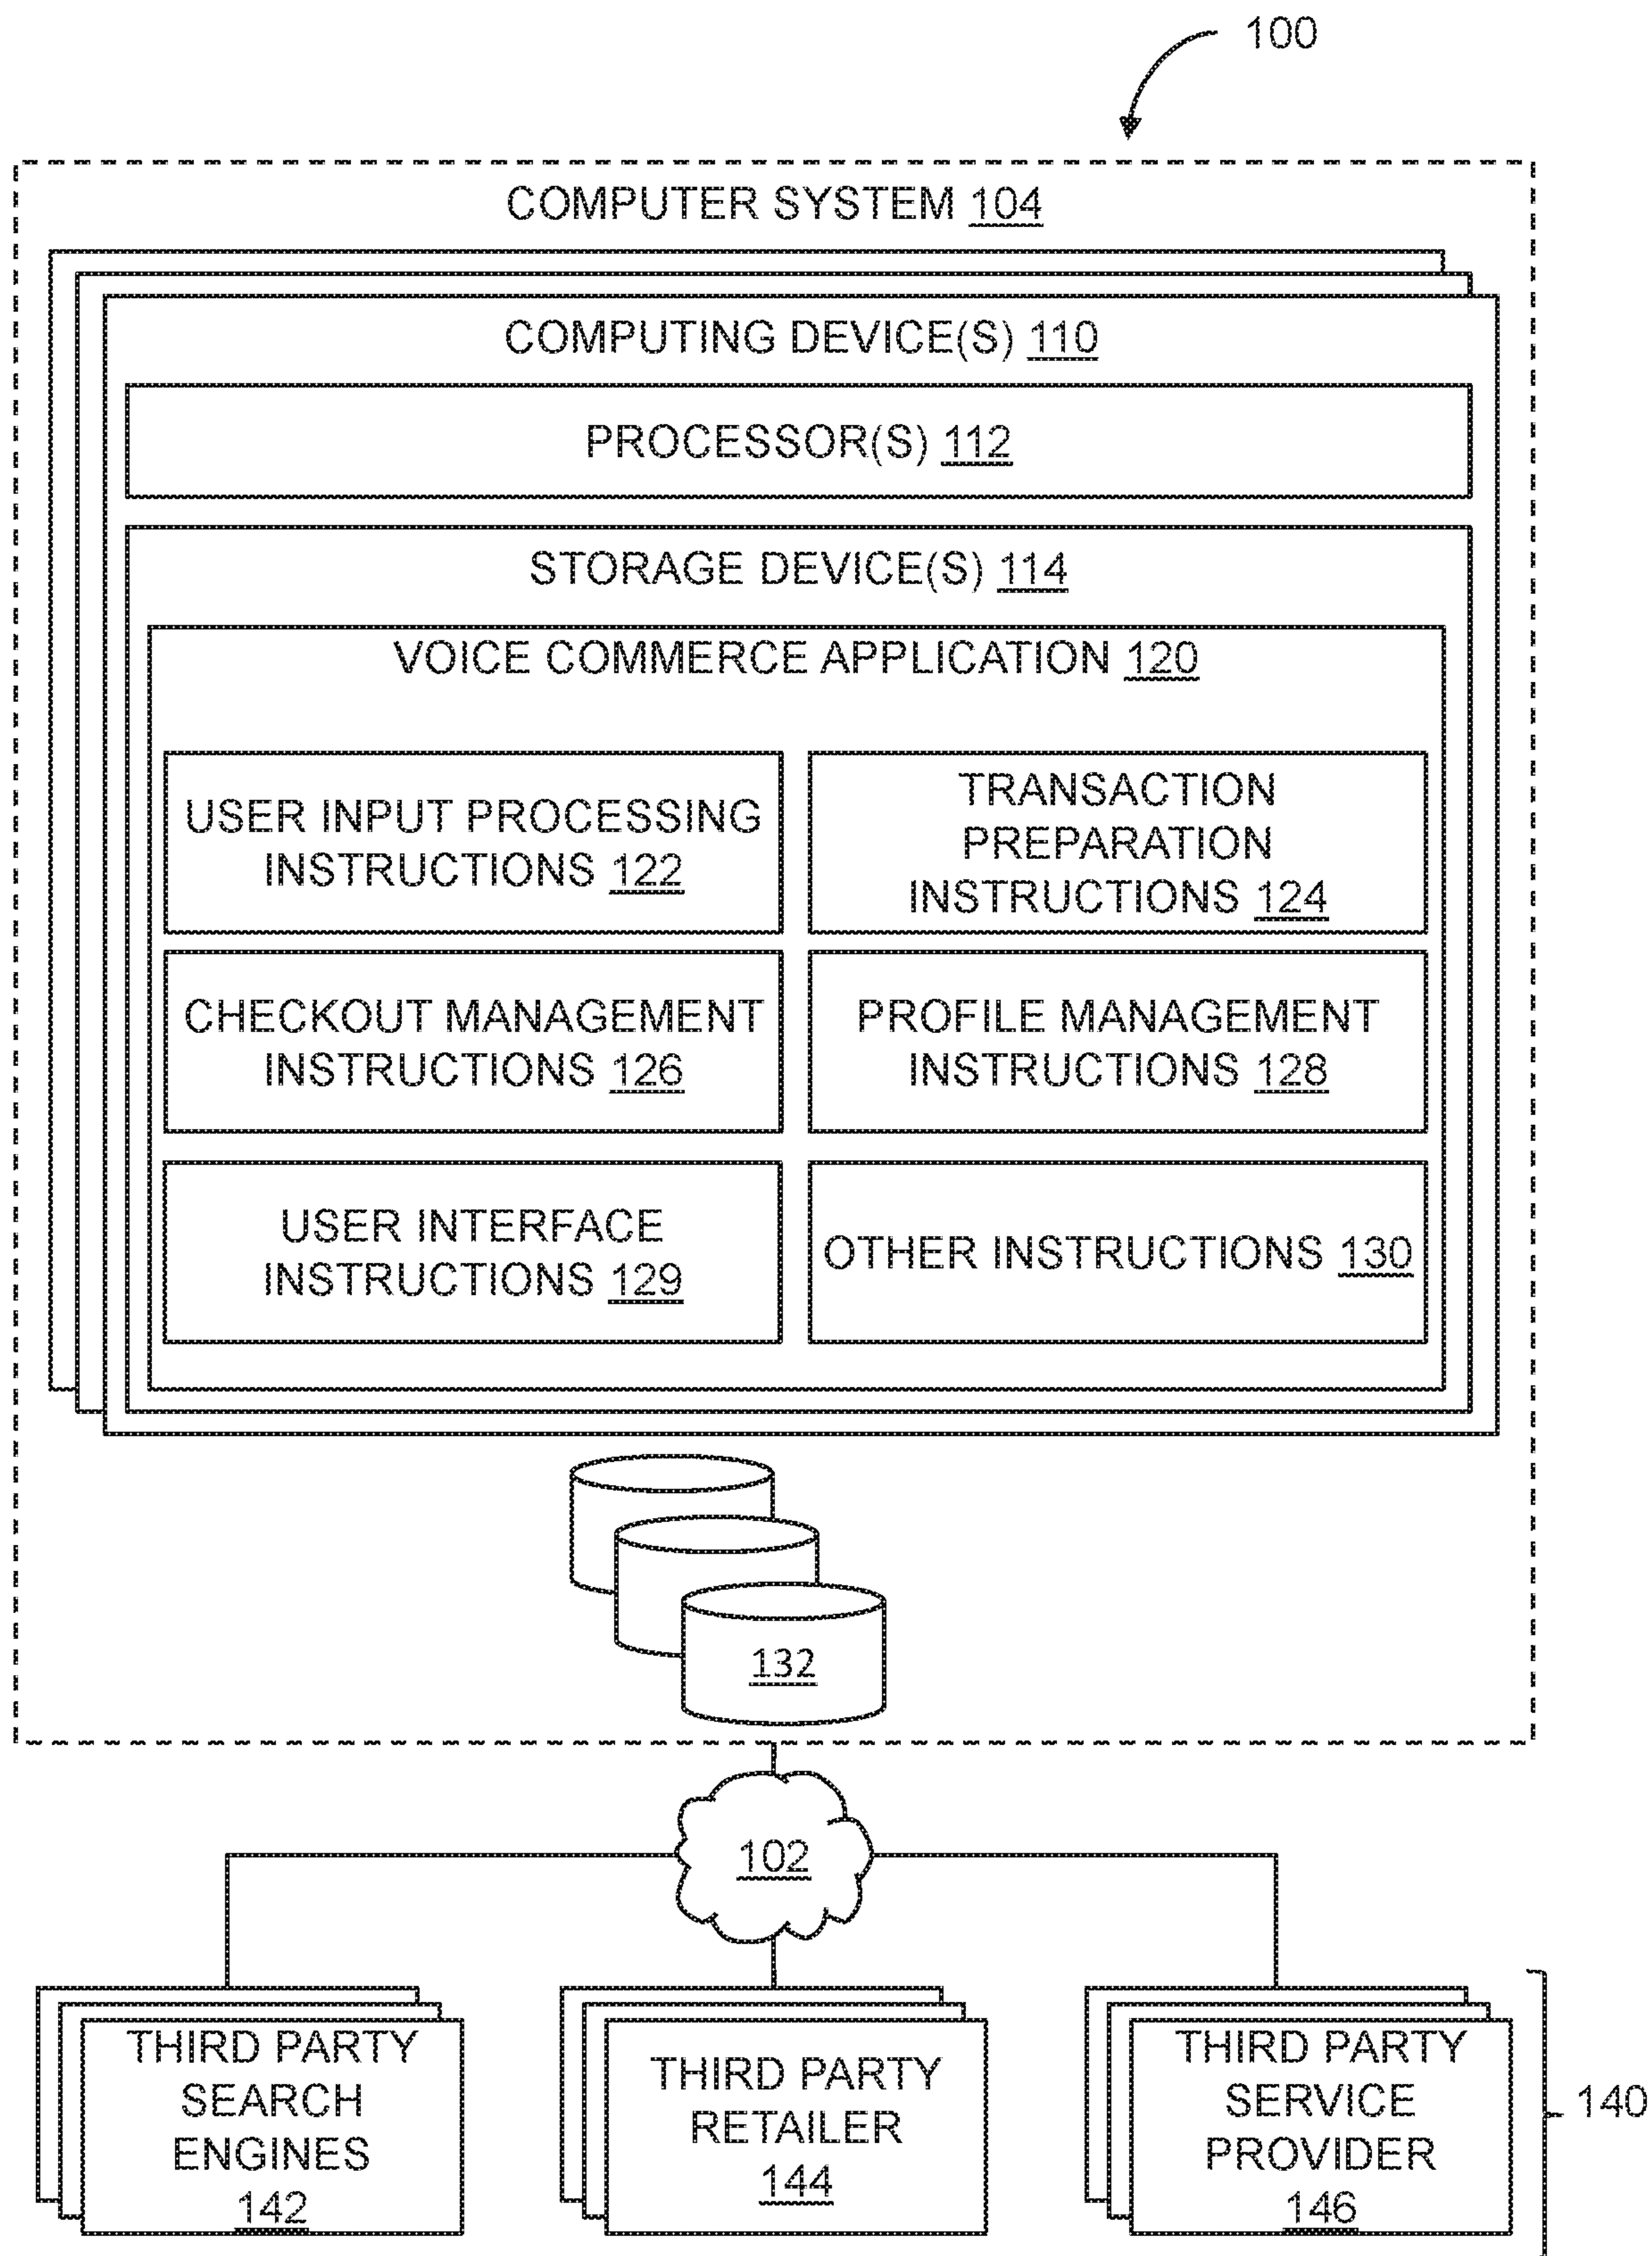 100
COMPUTER SYSTEM 104
COMPUTING DEVICE(S) 110
PROCESSOR(S) 112
STORAGE DEVICE(S) 114
VOICE COMMERCE APPLICATION 120
USER INPUT PROCESSING
INSTRUCTIONS 122
TRANSACTION
PREPARATION
INSTRUCTIONS 124
CHECKOUT MANAGEMENT
INSTRUCTIONS 126
PROFILE MANAGEMENT
INSTRUCTIONS 128
USER INTERFACE
INSTRUCTIONS 129
OTHER INSTRUCTIONS 130
132
102
THIRD PARTY
SEARCH
ENGINES
142
THIRD PARTY
RETAILER
144
THIRD PARTY
SERVICE
PROVIDER
146
140